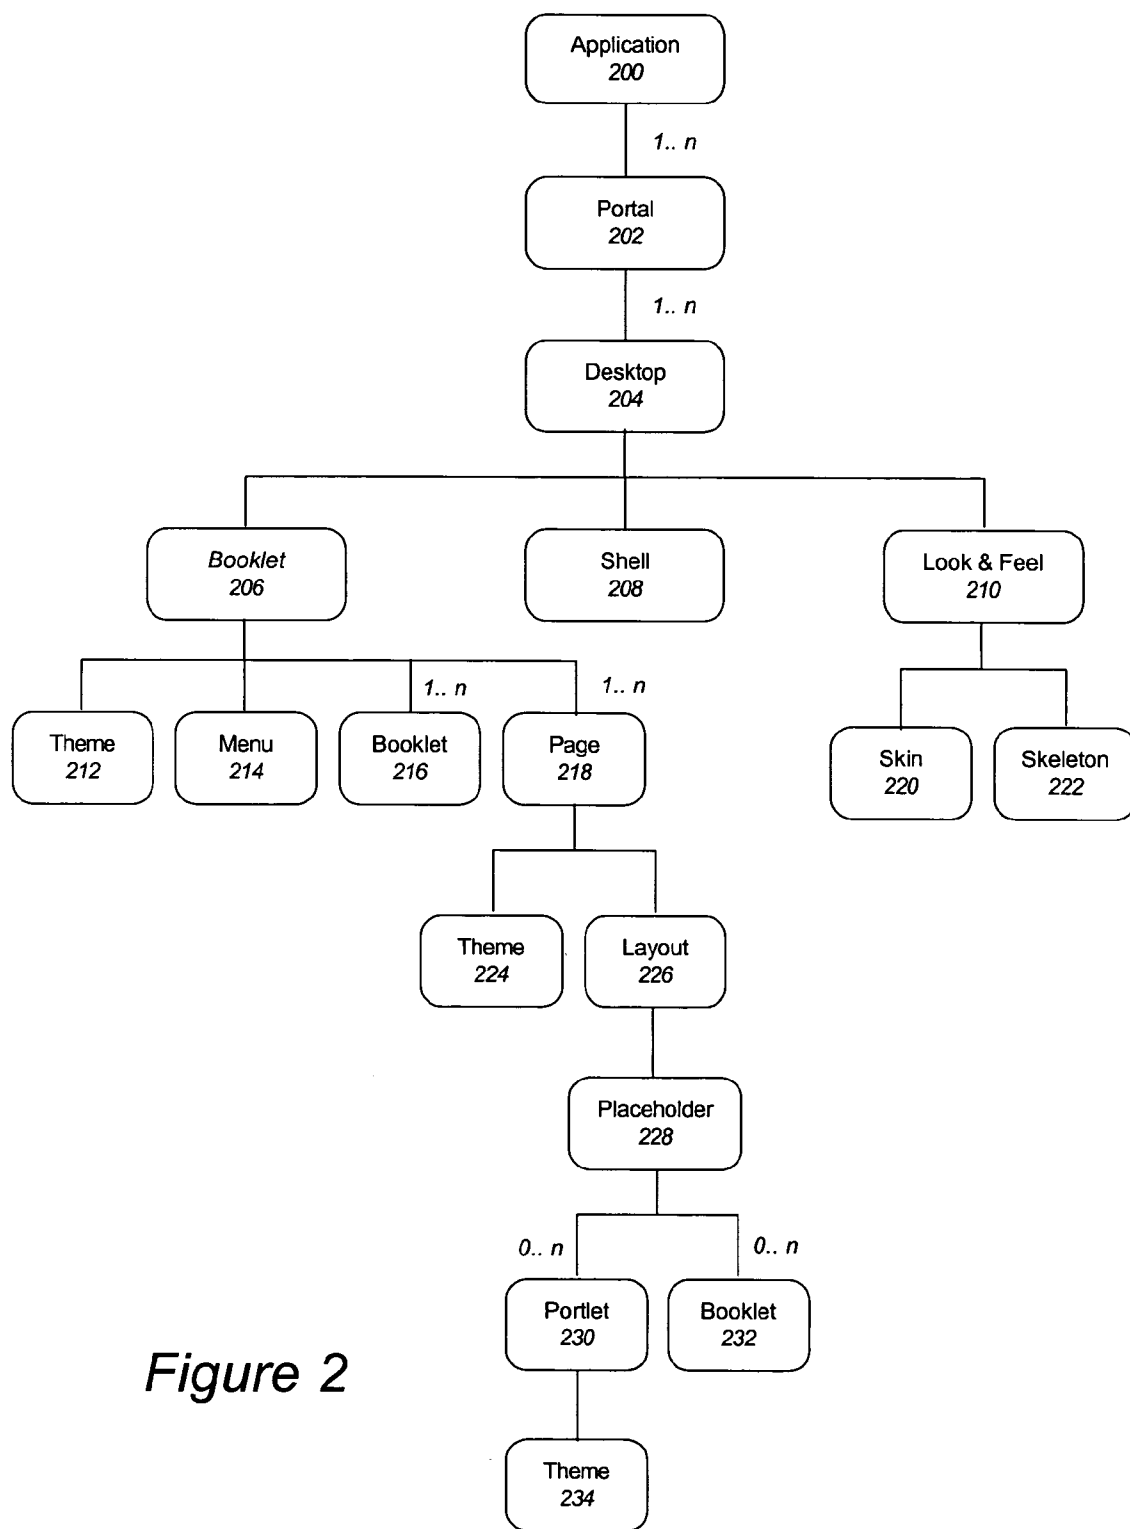 Application
200
1.. n
Portal
202
1.. n
Desktop
204
Booklet
206
Shell
208
Look & Feel
210
1.. n
1.. n
Theme
212
Menu
214
Booklet
216
Page
218
Skin
220
Skeleton
222
Theme
224
Layout
226
Placeholder
228
0.. n
0.. n
Portlet
230
Booklet
232
Figure 2
Theme
234